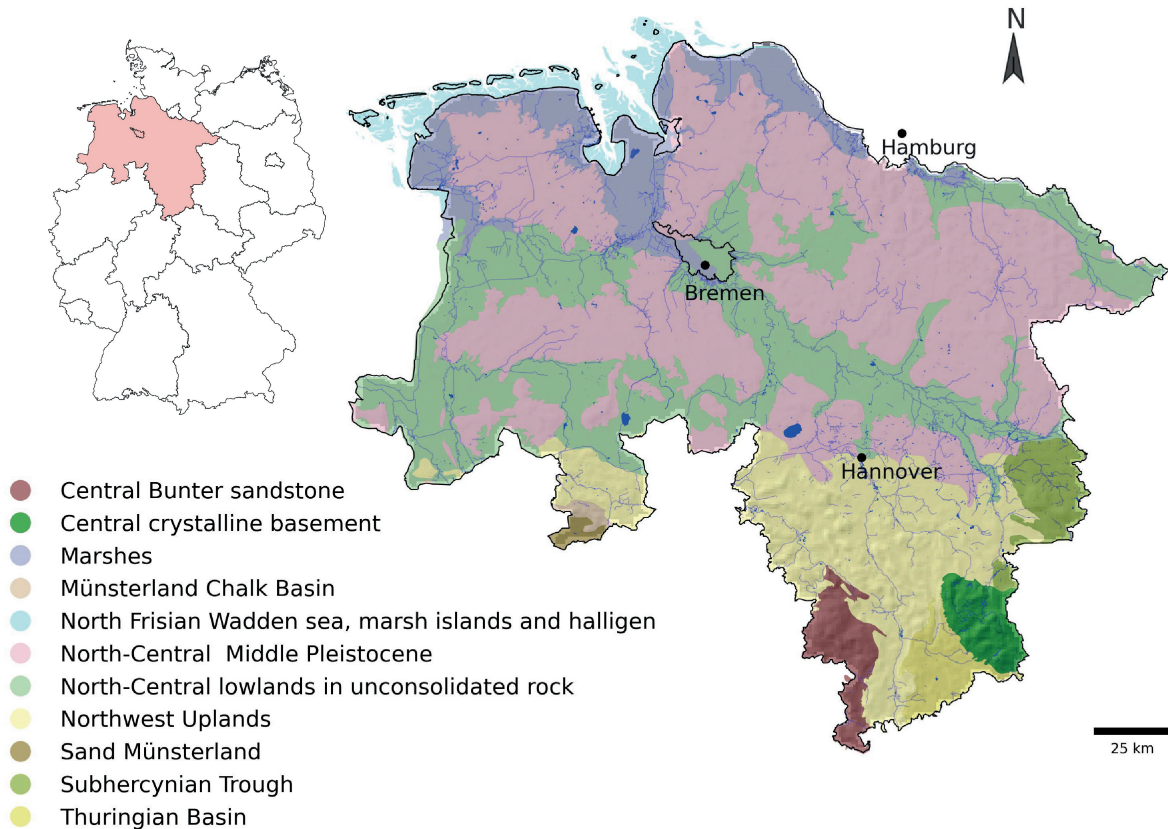 N
Hamburg
Bremen
Hannover
25 km
Central Bunter sandstone
Central crystalline basement
Marshes
Münsterland Chalk Basin
North Frisian Wadden sea, marsh islands and halligen
North-Central  Middle Pleistocene
North-Central lowlands in unconsolidated rock
Northwest Uplands
Sand Münsterland
Subhercynian Trough
Thuringian Basin